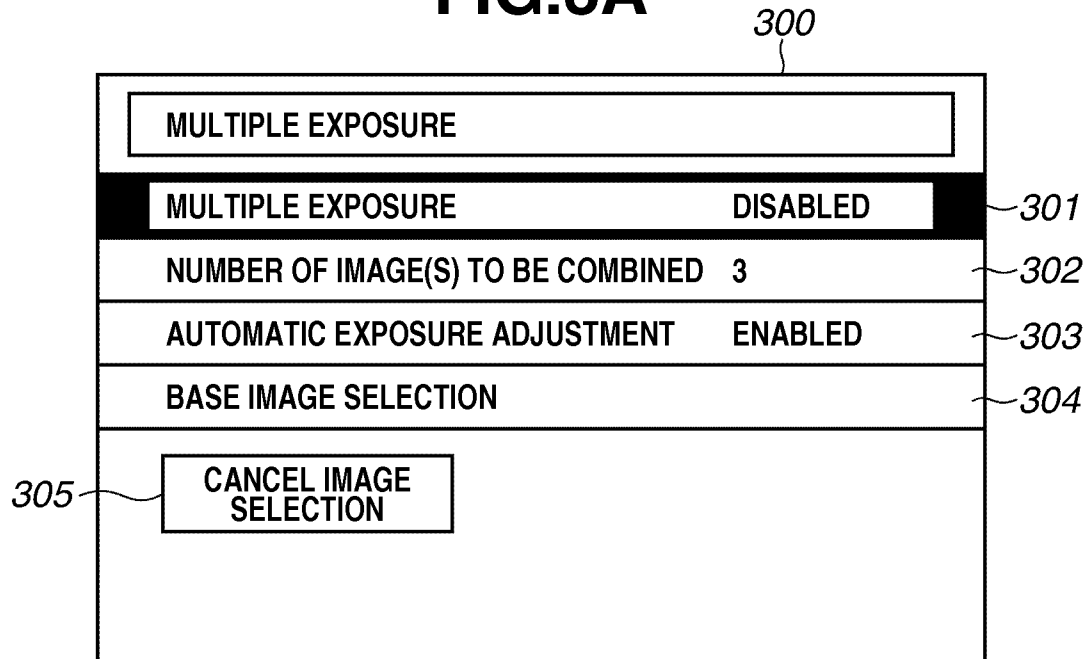 300
MULTIPLE EXPOSURE
MULTIPLE EXPOSURE DISABLED 301
NUMBER OF IMAGE(S) TO BE COMBINED 3 302
AUTOMATIC EXPOSURE ADJUSTMENT ENABLED 303
BASE IMAGE SELECTION 304
305 CANCEL IMAGE
SELECTION